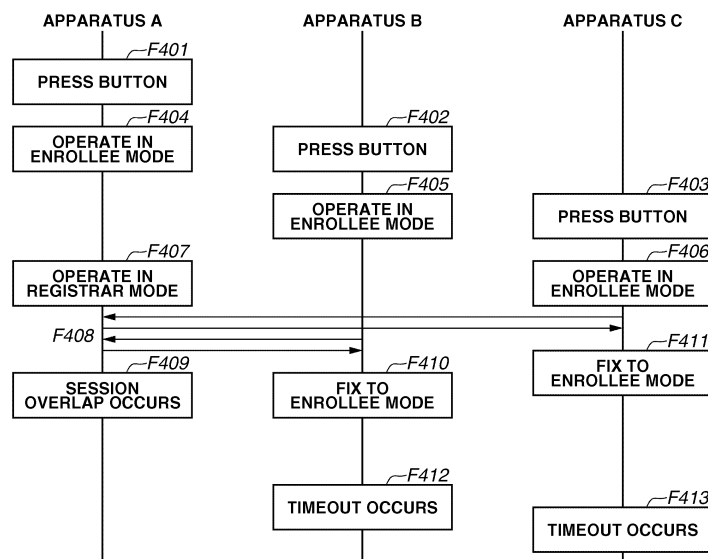 APPARATUS A
APPARATUS B
APPARATUS C
F401
PRESS BUTTON
F404
OPERATE IN
ENROLLEE MODE
F402
PRESS BUTTON
F405
OPERATE IN
ENROLLEE MODE
F403
PRESS BUTTON
F407
OPERATE IN
REGISTRAR MODE
F406
OPERATE IN
ENROLLEE MODE
F408
F409
SESSION
OVERLAP OCCURS
F410
FIX TO
ENROLLEE MODE
F411
FIX TO
ENROLLEE MODE
F412
TIMEOUT OCCURS
F413
TIMEOUT OCCURS